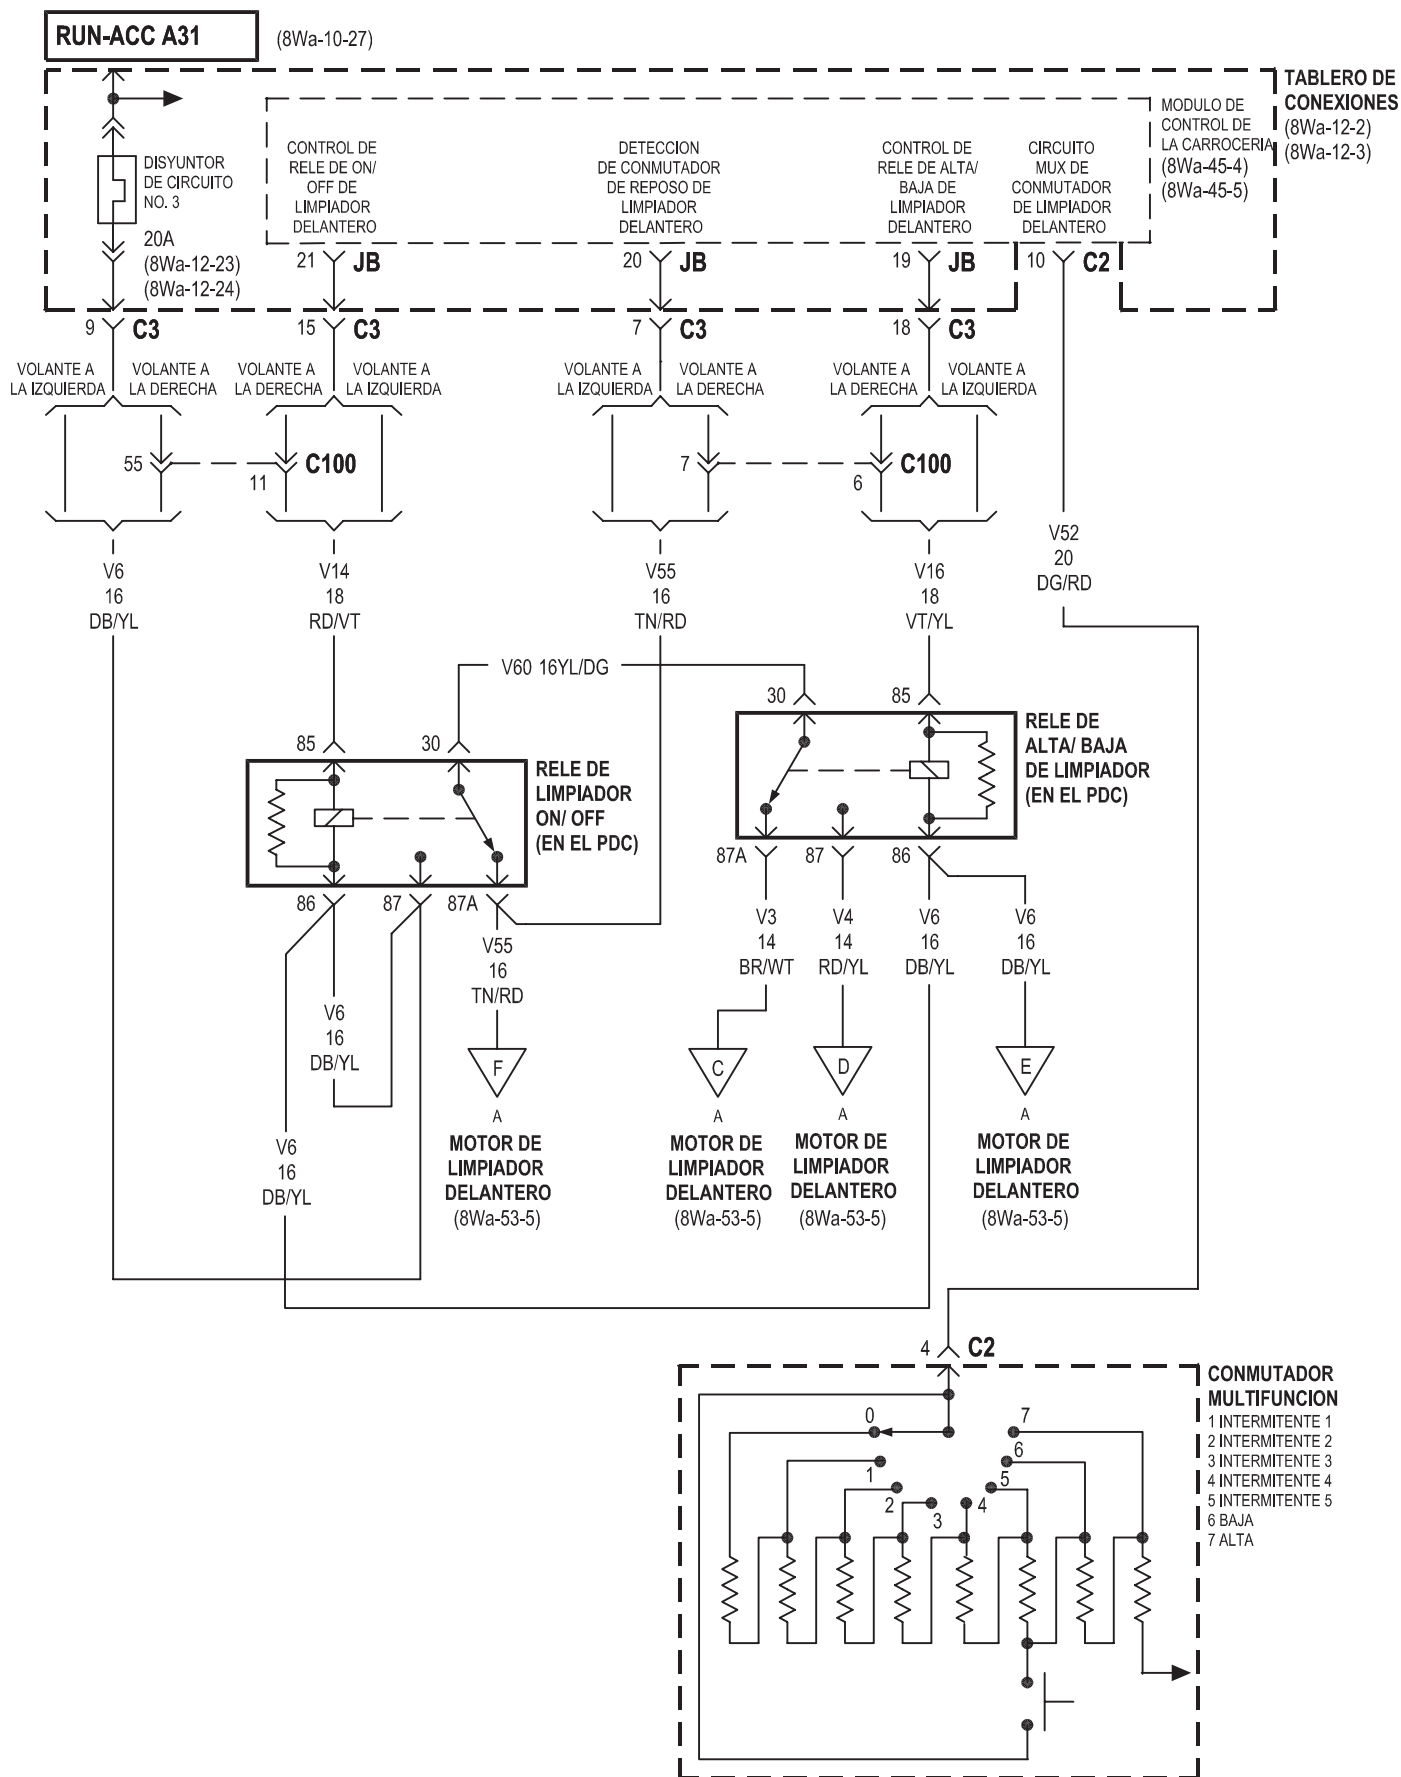 RUN-ACC A31
(8Wa-10-27)
TABLERO DE
CONEXIONES
(8Wa-12-2)
(8Wa-12-3)
MODULO DE
CONTROL DE
LA CARROCERIA
(8Wa-45-4)
(8Wa-45-5)
DISYUNTOR
DE CIRCUITO
NO. 3
20A
(8Wa-12-23)
(8Wa-12-24)
CONTROL DE
RELE DE ON/
OFF DE
LIMPIADOR
DELANTERO
DETECCION
DE CONMUTADOR
DE REPOSO DE
LIMPIADOR
DELANTERO
CONTROL DE
RELE DE ALTA/
BAJA DE
LIMPIADOR
DELANTERO
CIRCUITO
MUX DE
CONMUTADOR
DE LIMPIADOR
DELANTERO
21 JB
20 JB
19 JB
10 C2
9 C3
15 C3
7 C3
18 C3
VOLANTE A
LA IZQUIERDA
VOLANTE A
LA DERECHA
VOLANTE A
LA DERECHA
VOLANTE A
LA IZQUIERDA
VOLANTE A
LA IZQUIERDA
VOLANTE A
LA DERECHA
VOLANTE A
LA DERECHA
VOLANTE A
LA IZQUIERDA
55
11
C100
7
6
C100
V6
16
DB/YL
V14
18
RD/VT
V55
16
TN/RD
V16
18
VT/YL
V52
20
DG/RD
V60 16YL/DG
30
85
RELE DE
ALTA/ BAJA
DE LIMPIADOR
(EN EL PDC)
85
30
RELE DE
LIMPIADOR
ON/ OFF
(EN EL PDC)
87A
87
86
86
87
87A
V3
14
BR/WT
V4
14
RD/YL
V6
16
DB/YL
V6
16
DB/YL
V55
16
TN/RD
V6
16
DB/YL
V6
16
DB/YL
F
A
MOTOR DE
LIMPIADOR
DELANTERO
(8Wa-53-5)
C
A
MOTOR DE
LIMPIADOR
DELANTERO
(8Wa-53-5)
D
A
MOTOR DE
LIMPIADOR
DELANTERO
(8Wa-53-5)
E
A
MOTOR DE
LIMPIADOR
DELANTERO
(8Wa-53-5)
4 C2
CONMUTADOR
MULTIFUNCION
1 INTERMITENTE 1
2 INTERMITENTE 2
3 INTERMITENTE 3
4 INTERMITENTE 4
5 INTERMITENTE 5
6 BAJA
7 ALTA
0
7
6
1
5
2
4
3